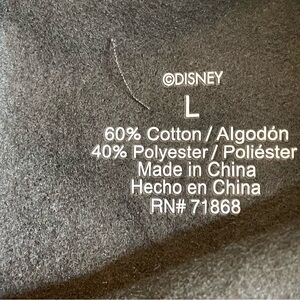 ©DISNEY
L
60% Cotton / Algodón
40% Polyester / Poliéster
Made in China
Hecho en China
RN# 71868